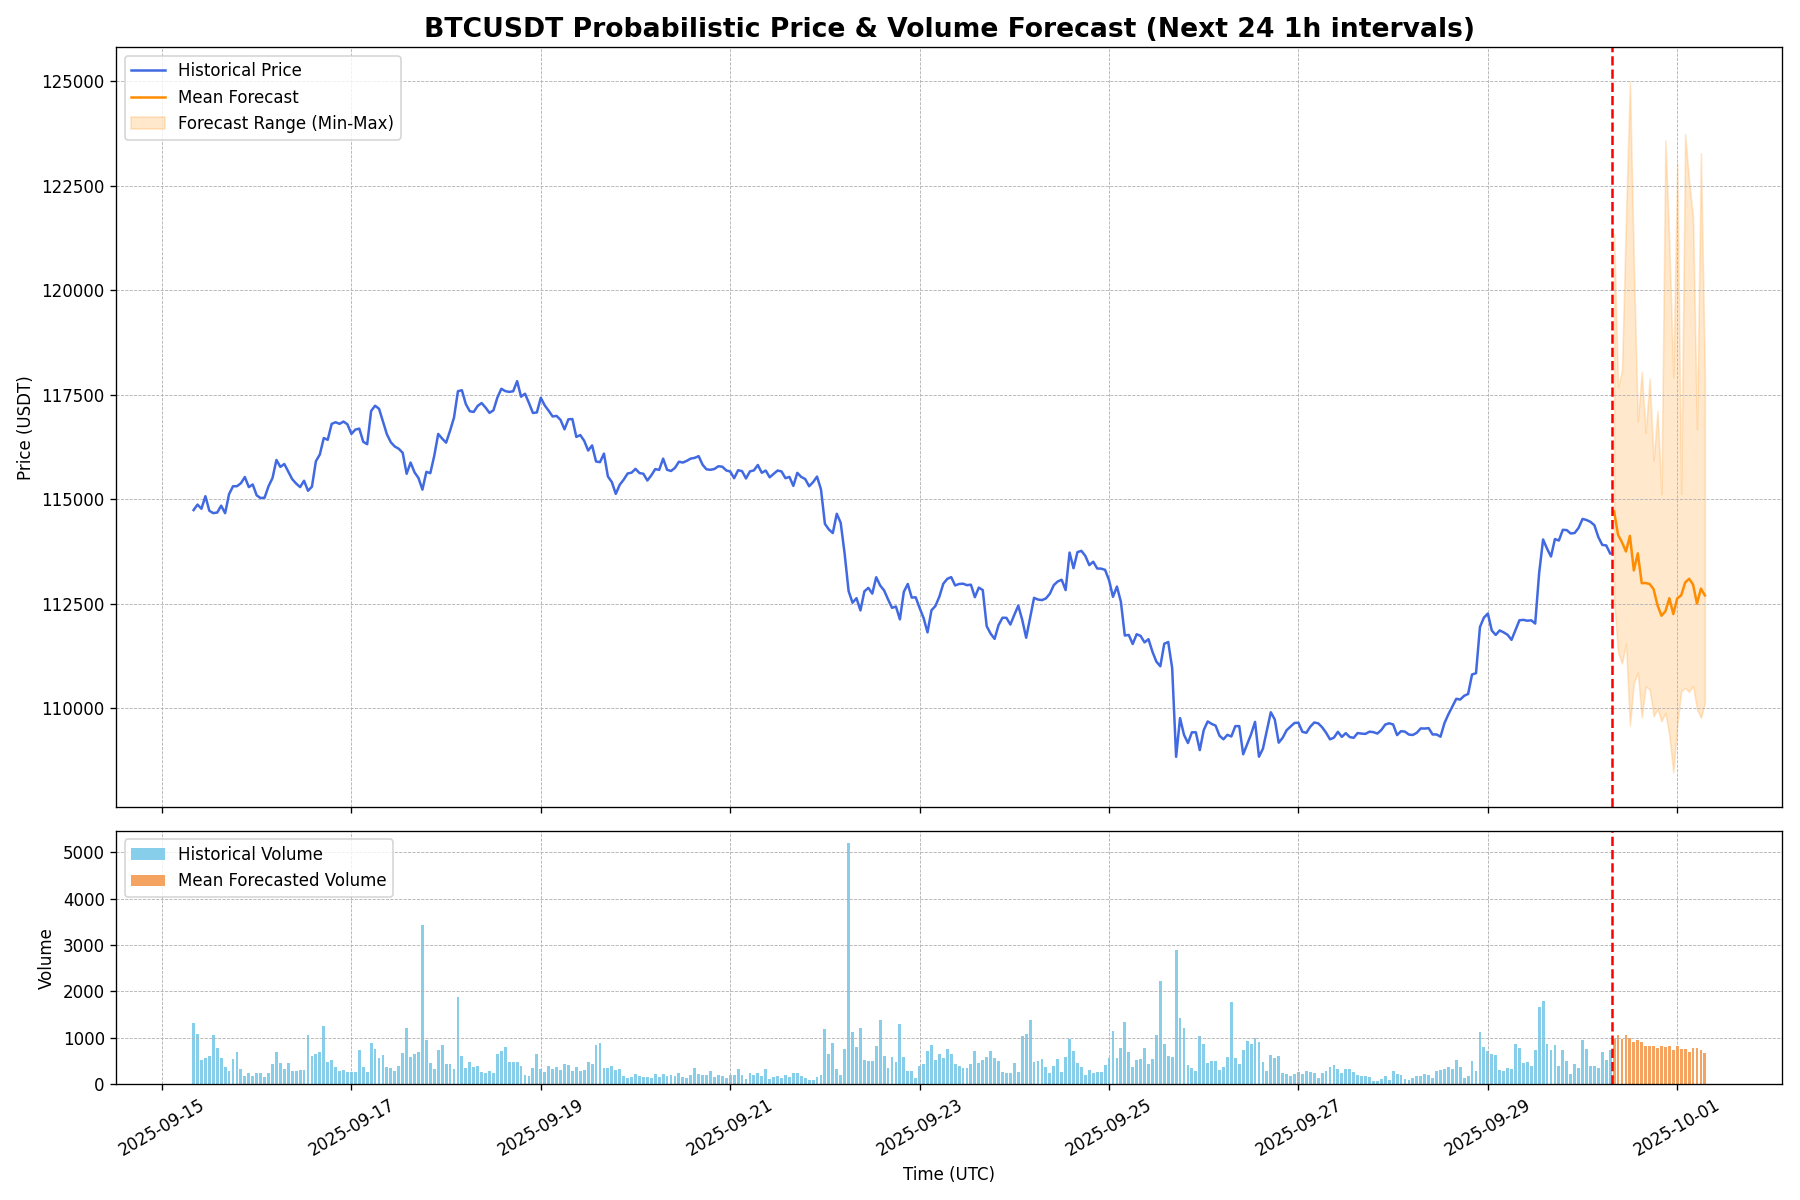 BTCUSDT Probabilistic Price & Volume Forecast (Next 24 1h intervals)
Historical Price
Mean Forecast
Forecast Range (Min-Max)
Price (USDT)
125000
122500
120000
117500
115000
112500
110000
Historical Volume
Mean Forecasted Volume
Volume
5000
4000
3000
2000
1000
0
2025-09-15
2025-09-17
2025-09-19
2025-09-21
2025-09-23
2025-09-25
2025-09-27
2025-09-29
2025-10-01
Time (UTC)